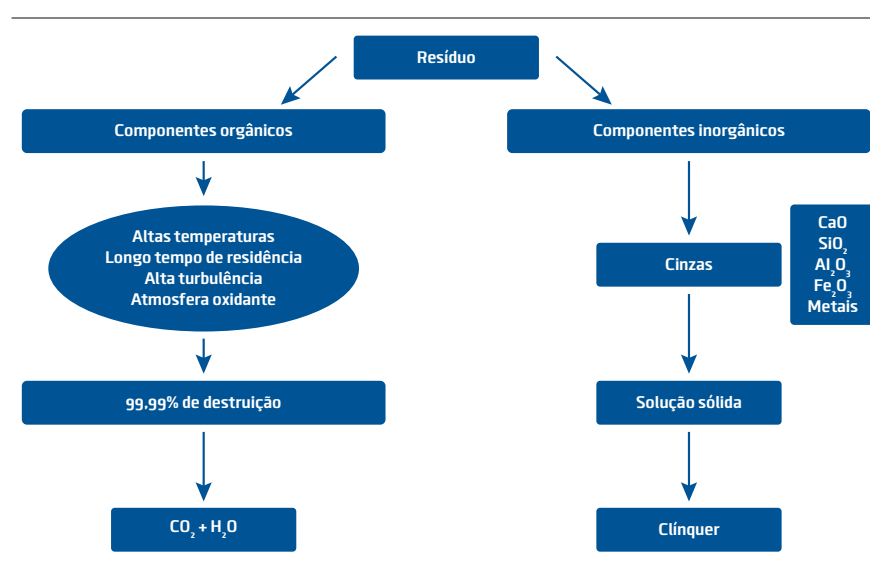 Resíduo
Componentes orgânicos
Componentes inorgânicos
Altas temperaturas
Longo tempo de residência
Alta turbulência
Atmosfera oxidante
Cinzas
CaO
SiO₂
Al₂O₃
Fe₂O₃
Metais
99,99% de destruição
Solução sólida
CO₂ + H₂O
Clínquer